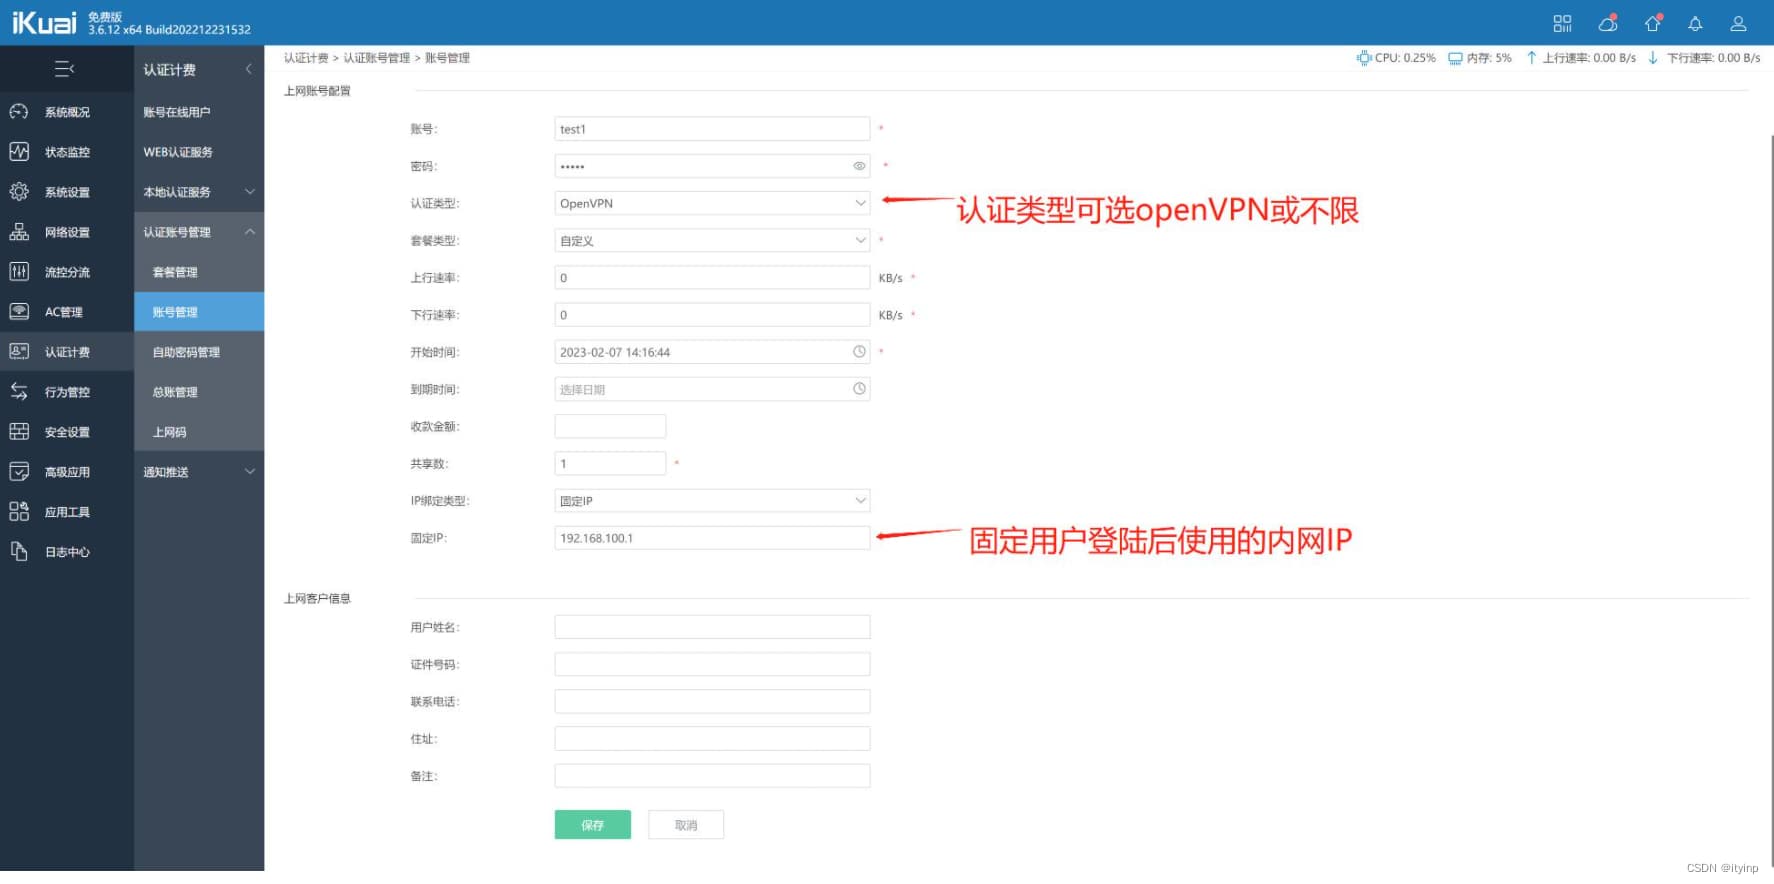 iKuai 免费版
3.6.12 x64 Build202212231532
认证计费
认证计费 > 认证账号管理 > 账号管理
CPU: 0.25% 内存: 5% 上行速率: 0.00 B/s 下行速率: 0.00 B/s
系统概况
状态监控
系统设置
网络设置
流控分流
AC管理
认证计费
行为管控
安全设置
高级应用
应用工具
日志中心
账号在线用户
WEB认证服务
本地认证服务
认证账号管理
套餐管理
账号管理
自助密码管理
总账管理
上网码
通知推送
上网账号配置
账号: test1 *
密码: ••••• *
认证类型: OpenVPN
认证类型可选openVPN或不限
套餐类型: 自定义 *
上行速率: 0 KB/s *
下行速率: 0 KB/s *
开始时间: 2023-02-07 14:16:44 *
到期时间: 选择日期
收款金额:
共享数: 1 *
IP绑定类型: 固定IP
固定IP: 192.168.100.1
固定用户登陆后使用的内网IP
上网客户信息
用户姓名:
证件号码:
联系电话:
住址:
备注:
保存 取消
CSDN @ityinp